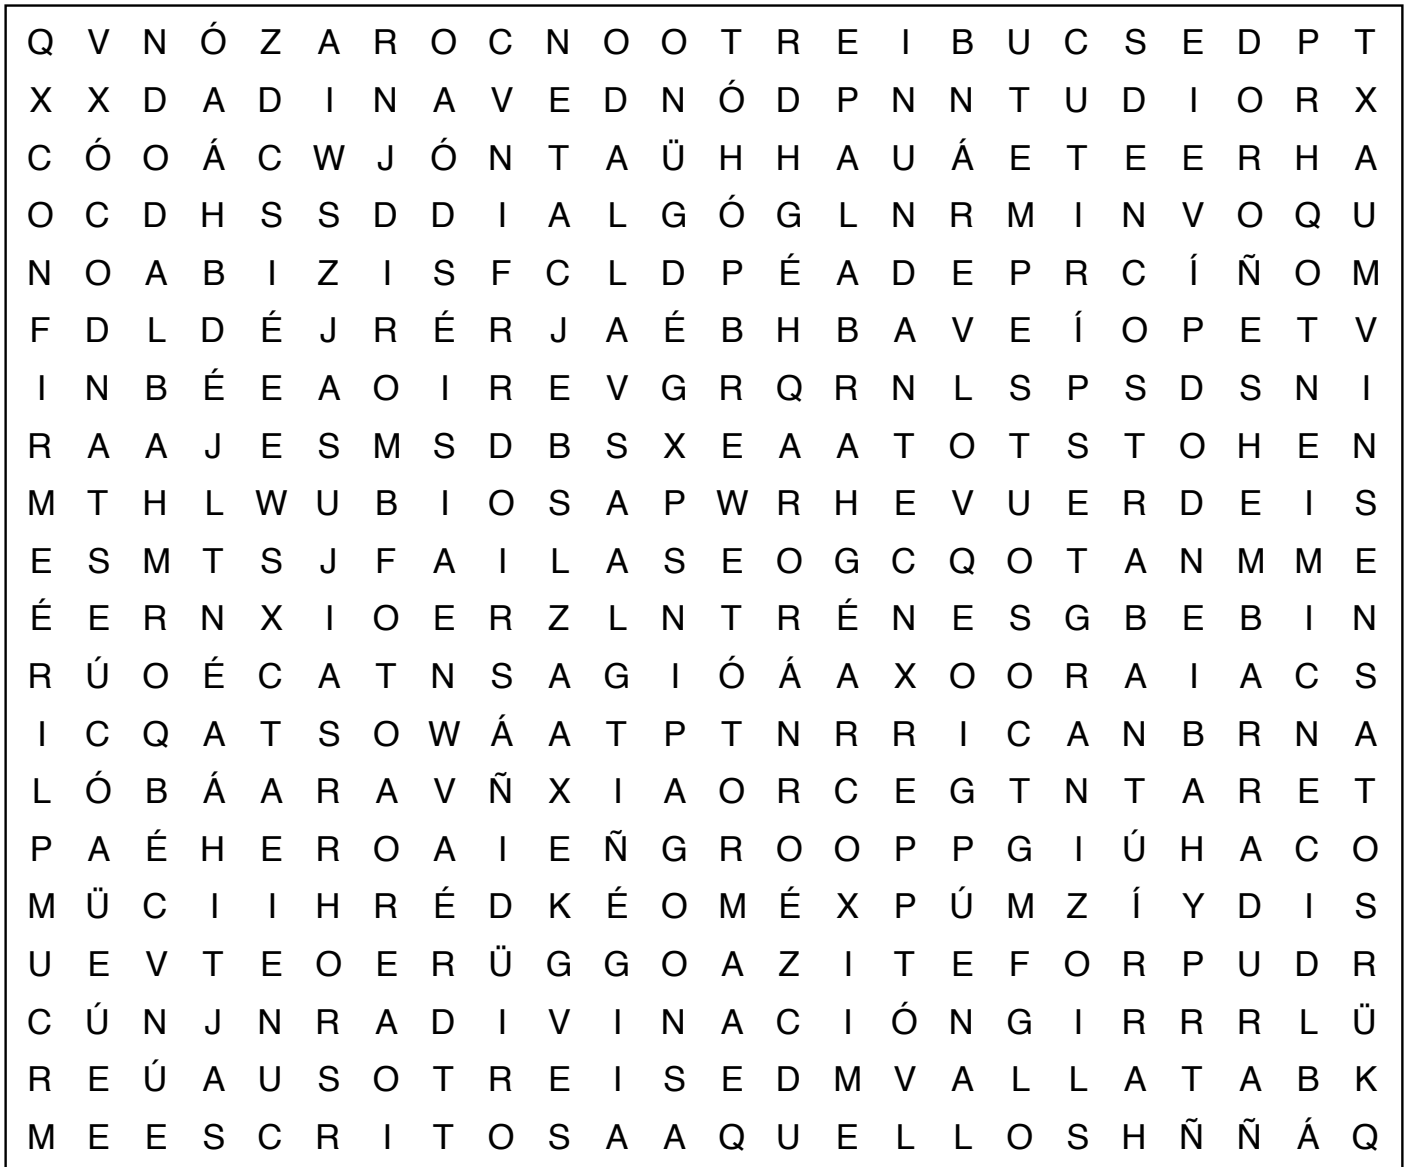 Q V N Ó Z A R O C N O O T R E I B U C S E D P T
X X D A D I N A V E D N Ó D P N N T U D I O R X
C Ó O Á C W J Ó N T A Ü H H A U Á E T E E R H A
O C D H S S D D I A L G Ó G L N R M I N V O Q U
N O A B I Z I S F C L D P É A D E P R C Í Ñ O M
F D L D É J R É R J A É B H B A V E Í O P E T V
I N B É E A O I R E V G R Q R N L S P S D S N I
R A A J E S M S D B S X E A A T O T S T O H E N
M T H L W U B I O S A P W R H E V U E R D E I S
E S M T S J F A I L A S E O G C Q O T A N M M E
É E R N X I O E R Z L N T R É N E S G B E B I N
R Ú O É C A T N S A G I Ó Á A X O O R A I A C S
I C Q A T S O W Á A T P T N R R I C A N B R N A
L Ó B Á A R A V Ñ X I A O R C E G T N T A R E T
P A É H E R O A I E Ñ G R O O P P G I Ú H A C O
M Ü C I I H R É D K É O M É X P Ú M Z Í Y D I S
U E V T E O E R Ü G G O A Z I T E F O R P U D R
C Ú N J N R A D I V I N A C I Ó N G I R R R L Ü
R E Ú A U S O T R E I S E D M V A L L A T A B K
M E E S C R I T O S A A Q U E L L O S H Ñ Ñ Á Q